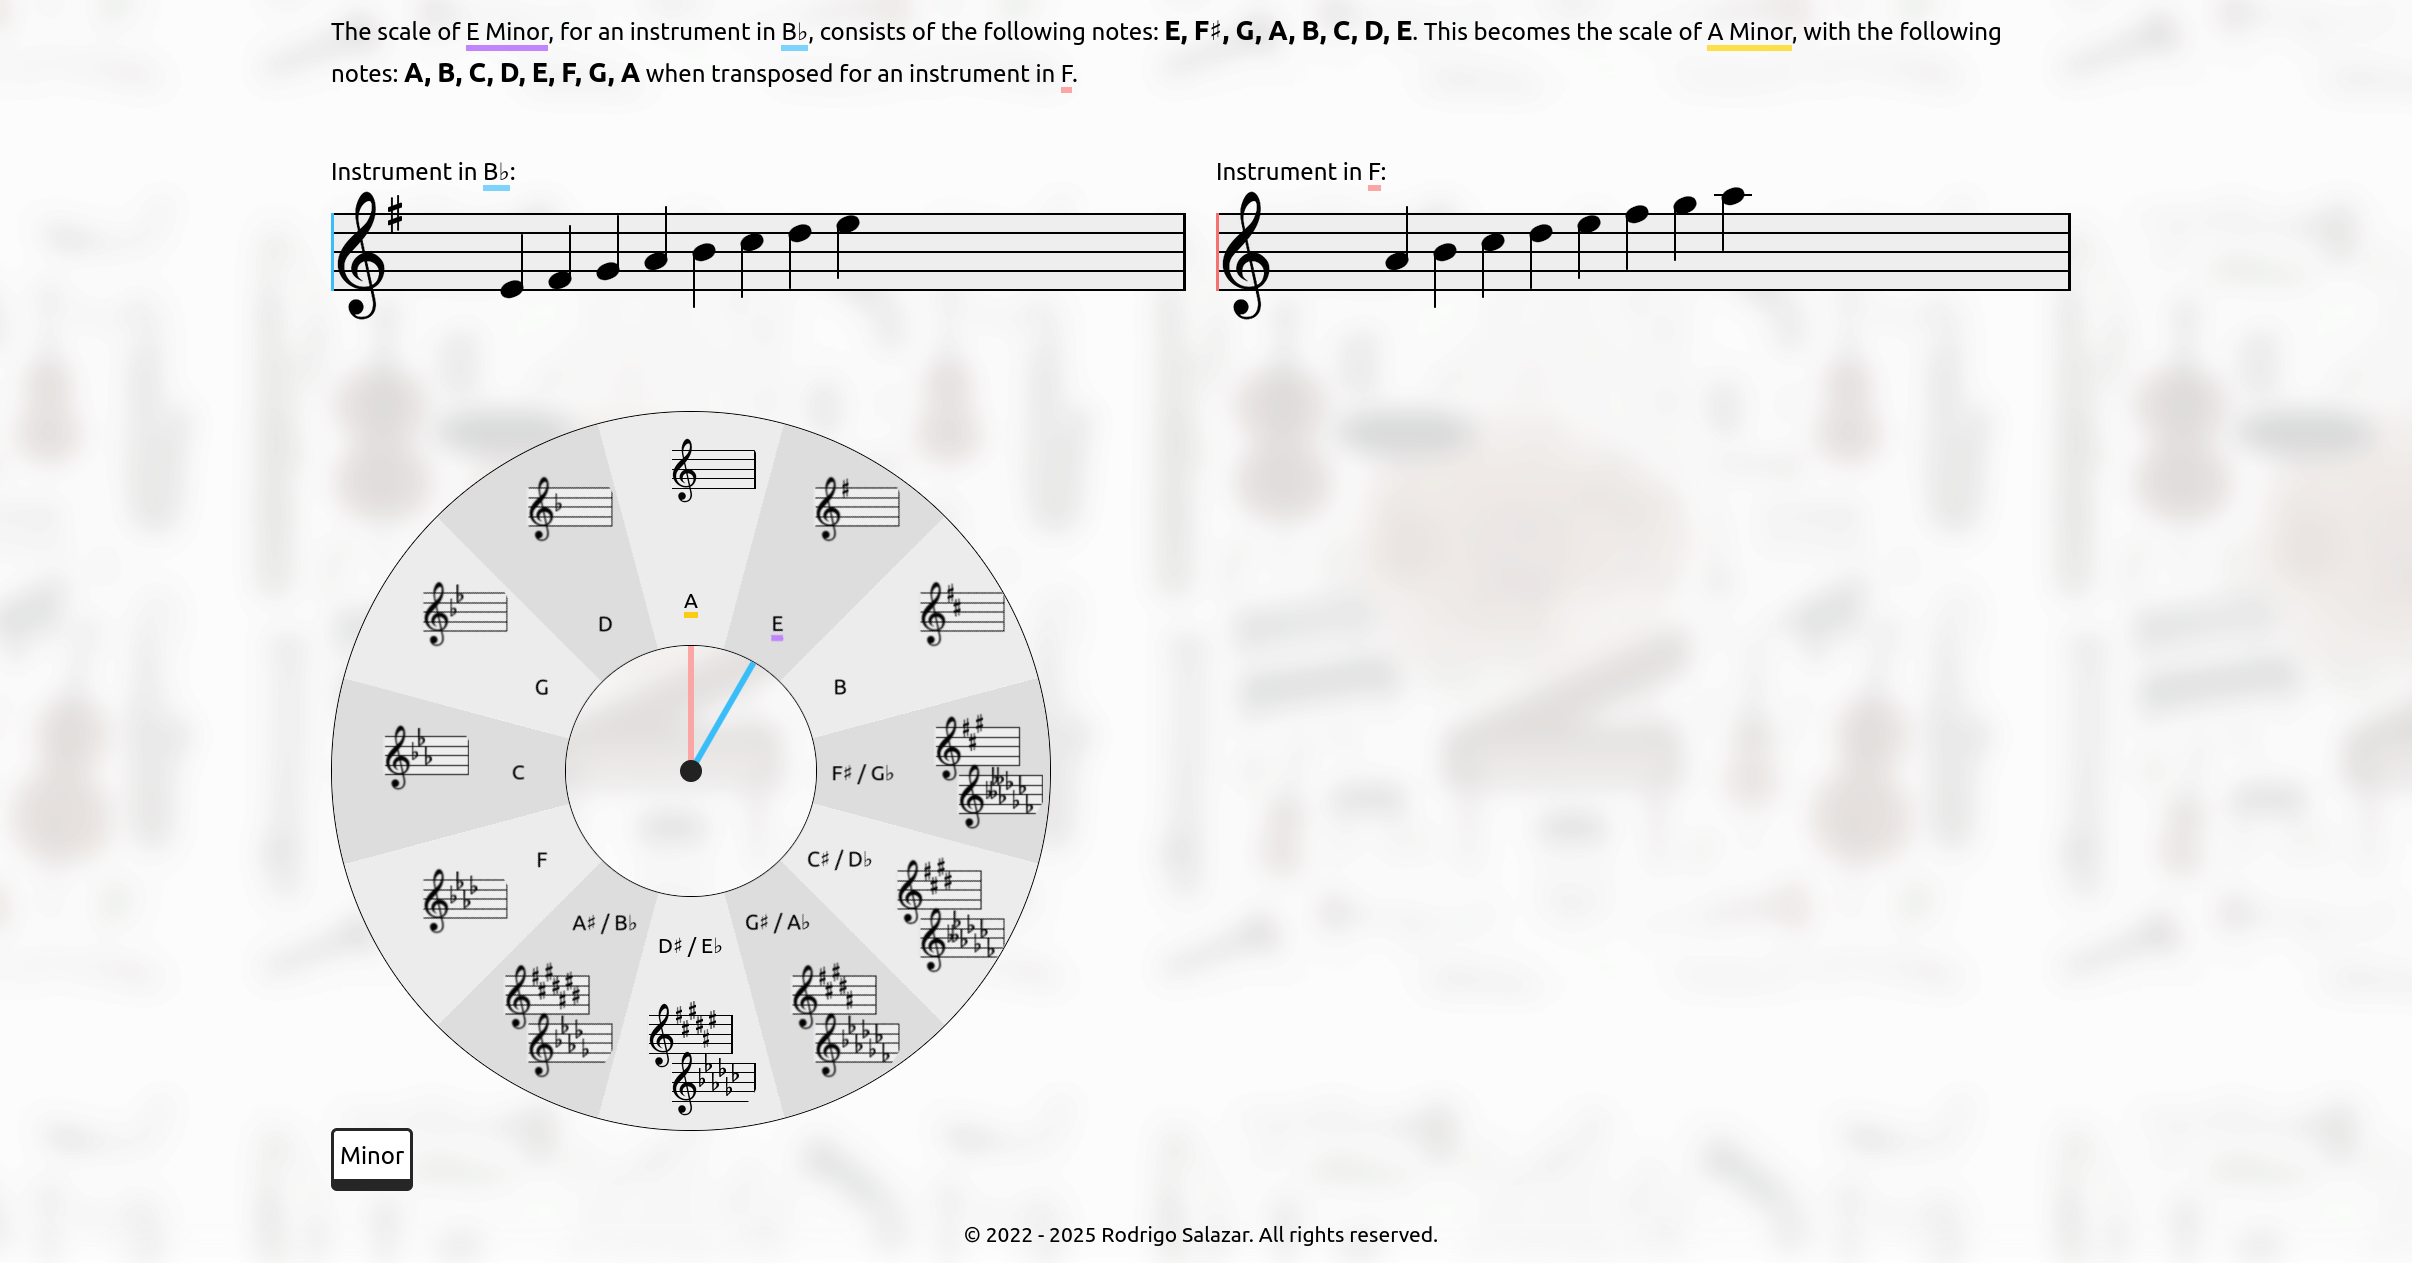 The scale of E Minor, for an instrument in B♭, consists of the following notes: E, F♯, G, A, B, C, D, E. This becomes the scale of A Minor, with the following
notes: A, B, C, D, E, F, G, A when transposed for an instrument in F.
Instrument in B♭:
Instrument in F:
A
D
E
G
B
C
F♯ / G♭
F
C♯ / D♭
A♯ / B♭
G♯ / A♭
D♯ / E♭
Minor
© 2022 - 2025 Rodrigo Salazar. All rights reserved.